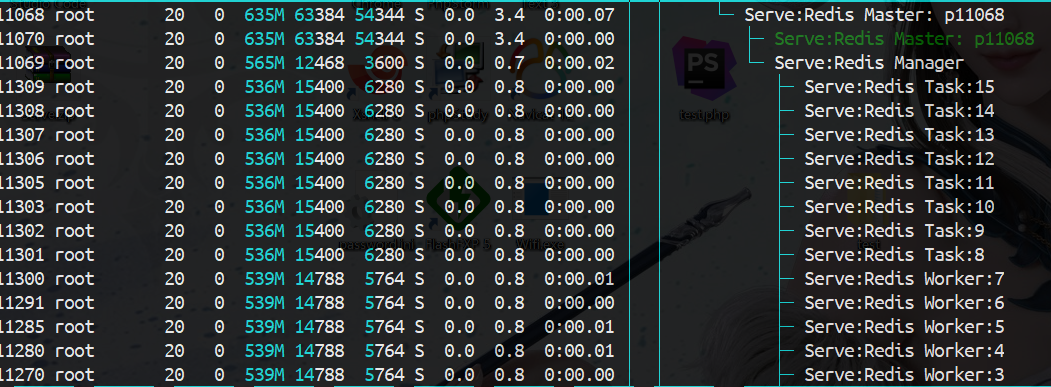 11068 root 20 0 635M 63384 54344 S 0.0 3.4 0:00.07 Serve:Redis Master: p11068
11070 root 20 0 635M 63384 54344 S 0.0 3.4 0:00.00 Serve:Redis Master: p11068
11069 root 20 0 565M 12468 3600 S 0.0 0.7 0:00.02 Serve:Redis Manager
11309 root 20 0 536M 15400 6280 S 0.0 0.8 0:00.00 Serve:Redis Task:15
11308 root 20 0 536M 15400 6280 S 0.0 0.8 0:00.00 Serve:Redis Task:14
11307 root 20 0 536M 15400 6280 S 0.0 0.8 0:00.00 Serve:Redis Task:13
11306 root 20 0 536M 15400 6280 S 0.0 0.8 0:00.00 Serve:Redis Task:12
11305 root 20 0 536M 15400 6280 S 0.0 0.8 0:00.00 Serve:Redis Task:11
11303 root 20 0 536M 15400 6280 S 0.0 0.8 0:00.00 Serve:Redis Task:10
11302 root 20 0 536M 15400 6280 S 0.0 0.8 0:00.00 Serve:Redis Task:9
11301 root 20 0 536M 15400 6280 S 0.0 0.8 0:00.00 Serve:Redis Task:8
11300 root 20 0 539M 14788 5764 S 0.0 0.8 0:00.01 Serve:Redis Worker:7
11291 root 20 0 539M 14788 5764 S 0.0 0.8 0:00.00 Serve:Redis Worker:6
11285 root 20 0 539M 14788 5764 S 0.0 0.8 0:00.01 Serve:Redis Worker:5
11280 root 20 0 539M 14788 5764 S 0.0 0.8 0:00.01 Serve:Redis Worker:4
11270 root 20 0 539M 14788 5764 S 0.0 0.8 0:00.01 Serve:Redis Worker:3
PS
test.php